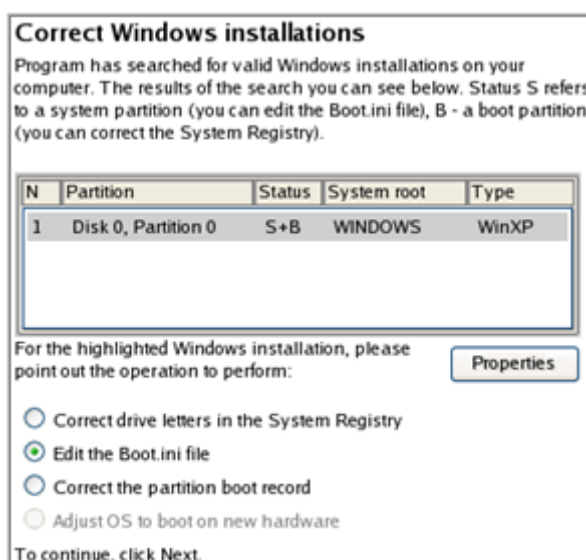 Correct Windows installations
Program has searched for valid Windows installations on your
computer. The results of the search you can see below. Status S refers
to a system partition (you can edit the Boot.ini file), B - a boot partition
(you can correct the System Registry).
N Partition Status System root Type
1 Disk 0, Partition 0 S+B WINDOWS WinXP
For the highlighted Windows installation, please
point out the operation to perform:
Properties
Correct drive letters in the System Registry
Edit the Boot.ini file
Correct the partition boot record
Adjust OS to boot on new hardware
To continue, click Next.